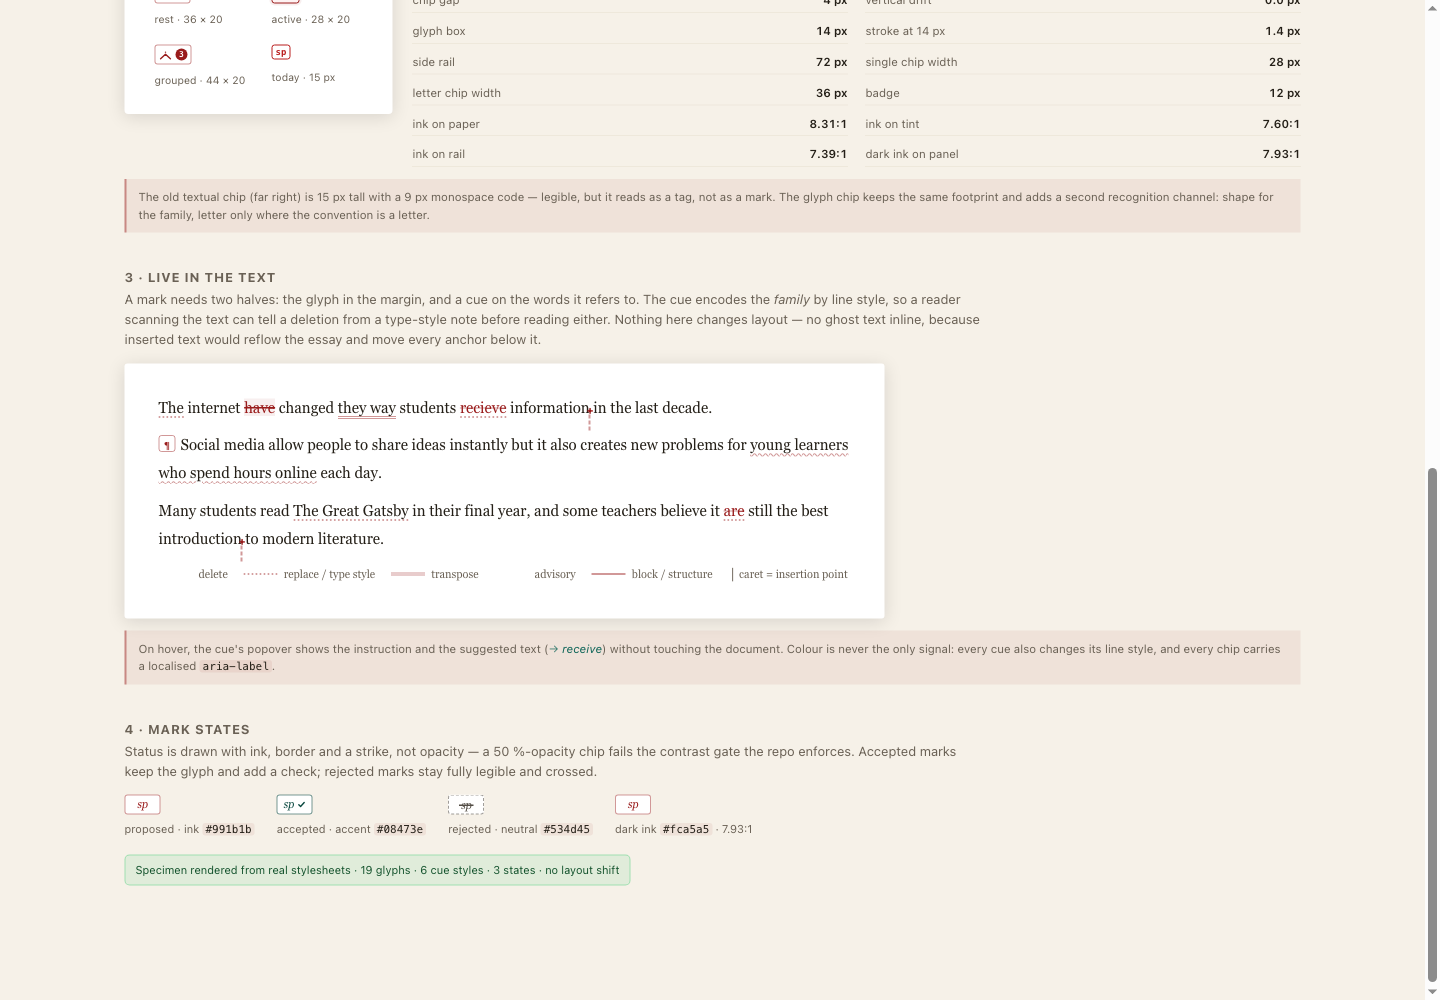 chip gap 4 px vertical drift 0.0 px
rest · 36 × 20 active · 28 × 20
glyph box 14 px stroke at 14 px 1.4 px
3 sp
side rail 72 px single chip width 28 px
grouped · 44 × 20 today · 15 px
letter chip width 36 px badge 12 px
ink on paper 8.31:1 ink on tint 7.60:1
ink on rail 7.39:1 dark ink on panel 7.93:1
The old textual chip (far right) is 15 px tall with a 9 px monospace code — legible, but it reads as a tag, not as a mark. The glyph chip keeps the same footprint and adds a second recognition channel: shape for
the family, letter only where the convention is a letter.
3 · LIVE IN THE TEXT
A mark needs two halves: the glyph in the margin, and a cue on the words it refers to. The cue encodes the family by line style, so a reader
scanning the text can tell a deletion from a type-style note before reading either. Nothing here changes layout — no ghost text inline, because
inserted text would reflow the essay and move every anchor below it.
The internet have changed they way students recieve information in the last decade.
¶ Social media allow people to share ideas instantly but it also creates new problems for young learners
who spend hours online each day.
Many students read The Great Gatsby in their final year, and some teachers believe it are still the best
introduction to modern literature.
delete replace / type style transpose advisory block / structure caret = insertion point
On hover, the cue's popover shows the instruction and the suggested text (→ receive) without touching the document. Colour is never the only signal: every cue also changes its line style, and every chip carries
a localised aria-label.
4 · MARK STATES
Status is drawn with ink, border and a strike, not opacity — a 50 %-opacity chip fails the contrast gate the repo enforces. Accepted marks
keep the glyph and add a check; rejected marks stay fully legible and crossed.
sp sp ✓ sp sp
proposed · ink #991b1b accepted · accent #08473e rejected · neutral #534d45 dark ink #fca5a5 · 7.93:1
Specimen rendered from real stylesheets · 19 glyphs · 6 cue styles · 3 states · no layout shift